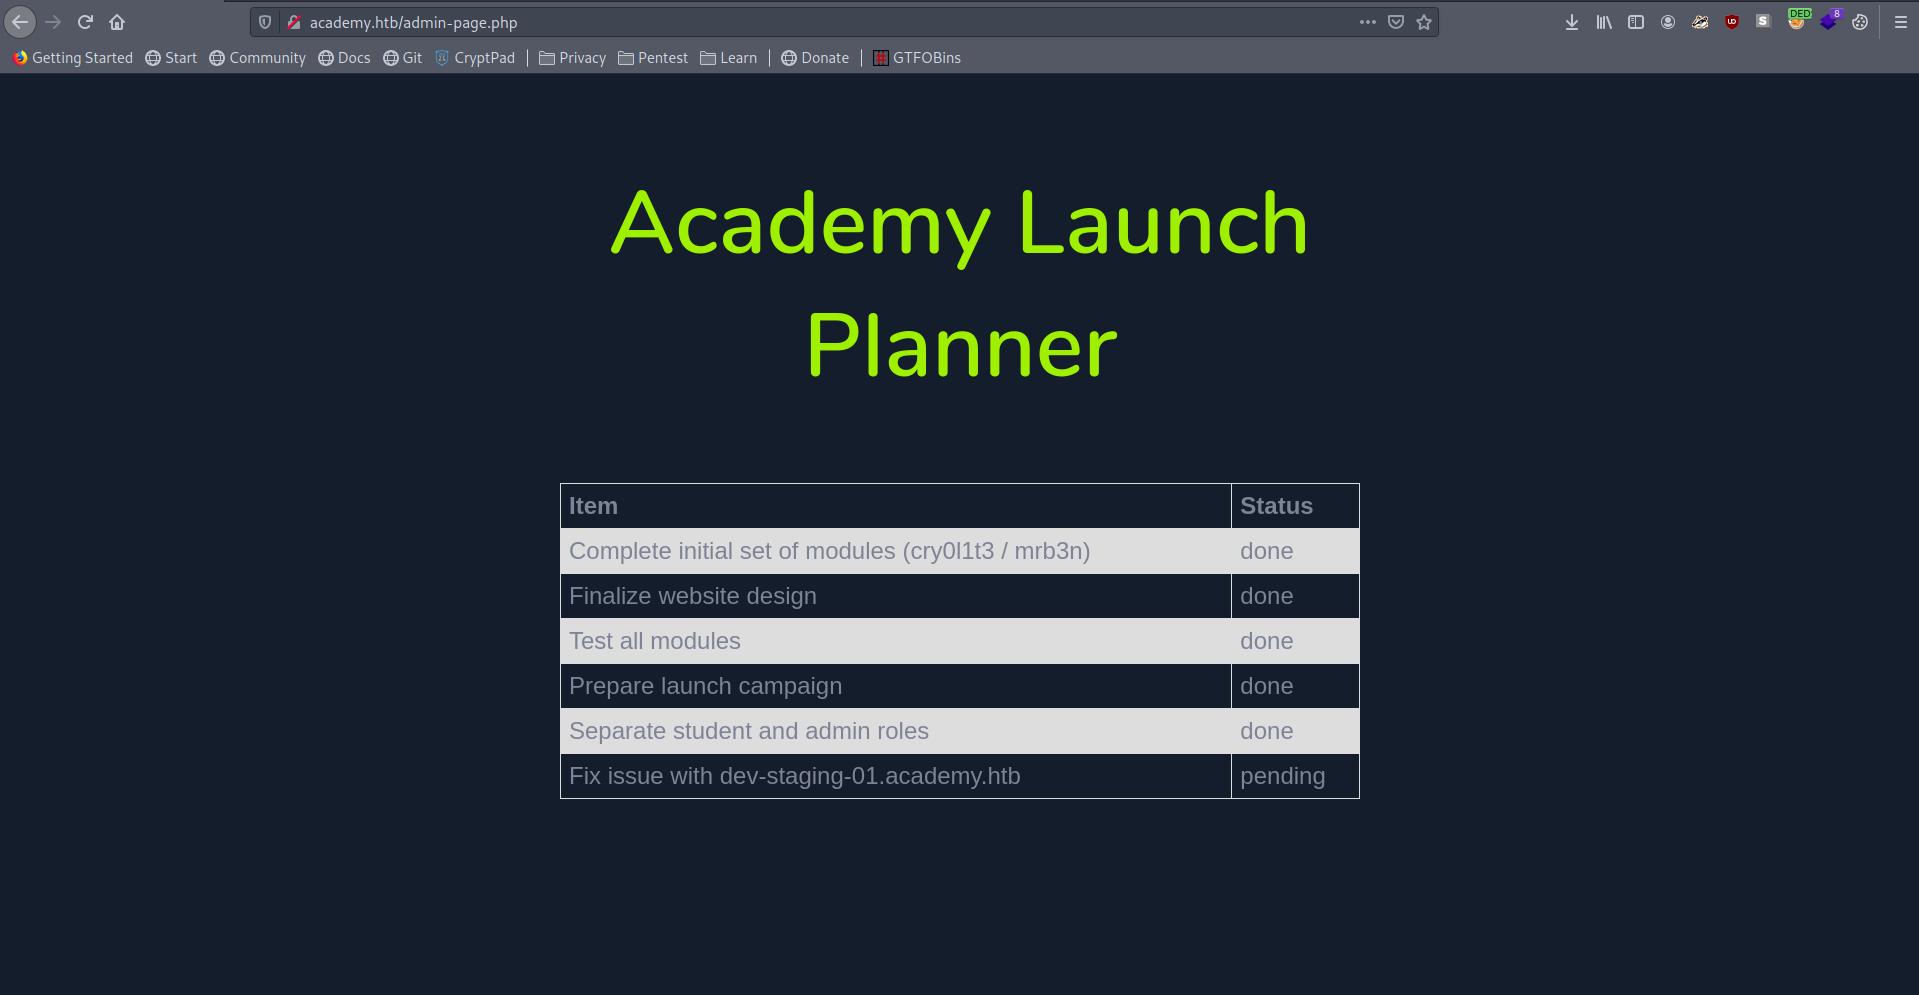 academy.htb/admin-page.php
DED 8
Getting Started Start Community Docs Git CryptPad Privacy Pentest Learn Donate GTFOBins
Academy Launch
Planner
Item Status
Complete initial set of modules (cry0l1t3 / mrb3n) done
Finalize website design done
Test all modules done
Prepare launch campaign done
Separate student and admin roles done
Fix issue with dev-staging-01.academy.htb pending